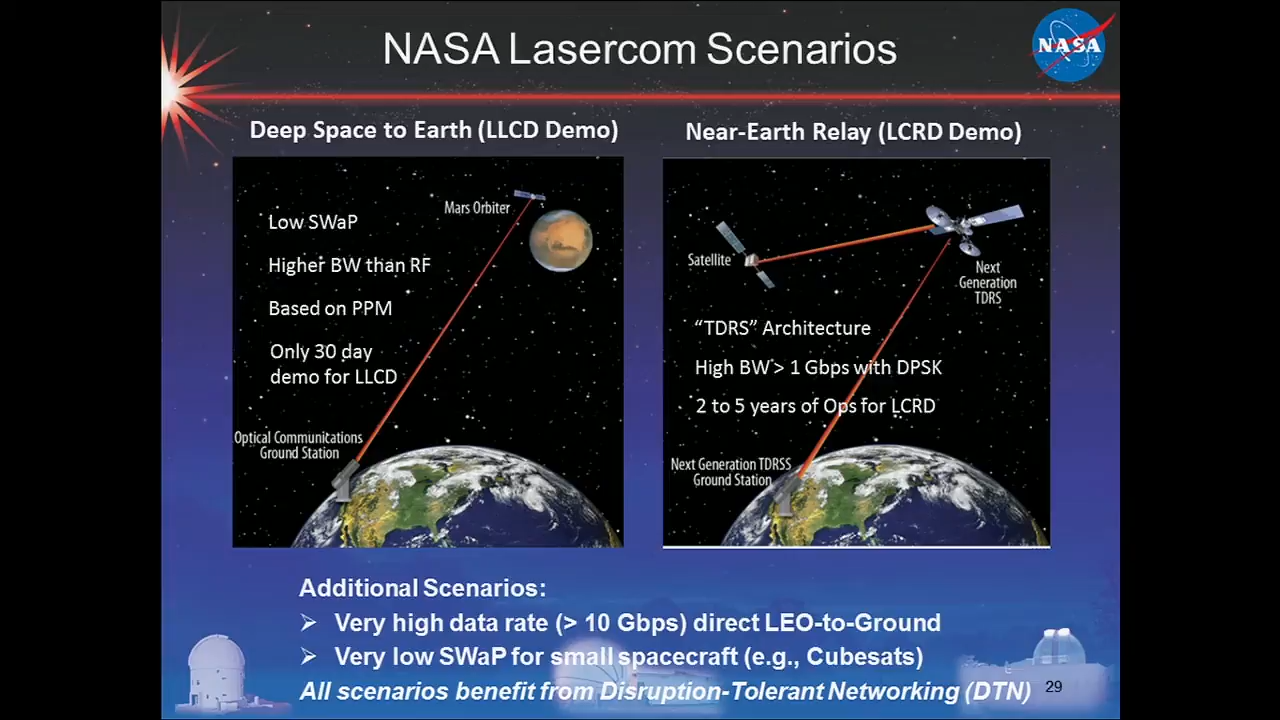 NASA Lasercom Scenarios
NASA
Deep Space to Earth (LLCD Demo)
Mars Orbiter
Low SWaP
Higher BW than RF
Based on PPM
Only 30 day
demo for LLCD
Optical Communications
Ground Station
Near-Earth Relay (LCRD Demo)
Satellite
Next
Generation
TDRS
“TDRS” Architecture
High BW > 1 Gbps with DPSK
2 to 5 years of Ops for LCRD
Next Generation TDRSS
Ground Station
Additional Scenarios:
➢ Very high data rate (> 10 Gbps) direct LEO-to-Ground
➢ Very low SWaP for small spacecraft (e.g., Cubesats)
All scenarios benefit from Disruption-Tolerant Networking (DTN)
29